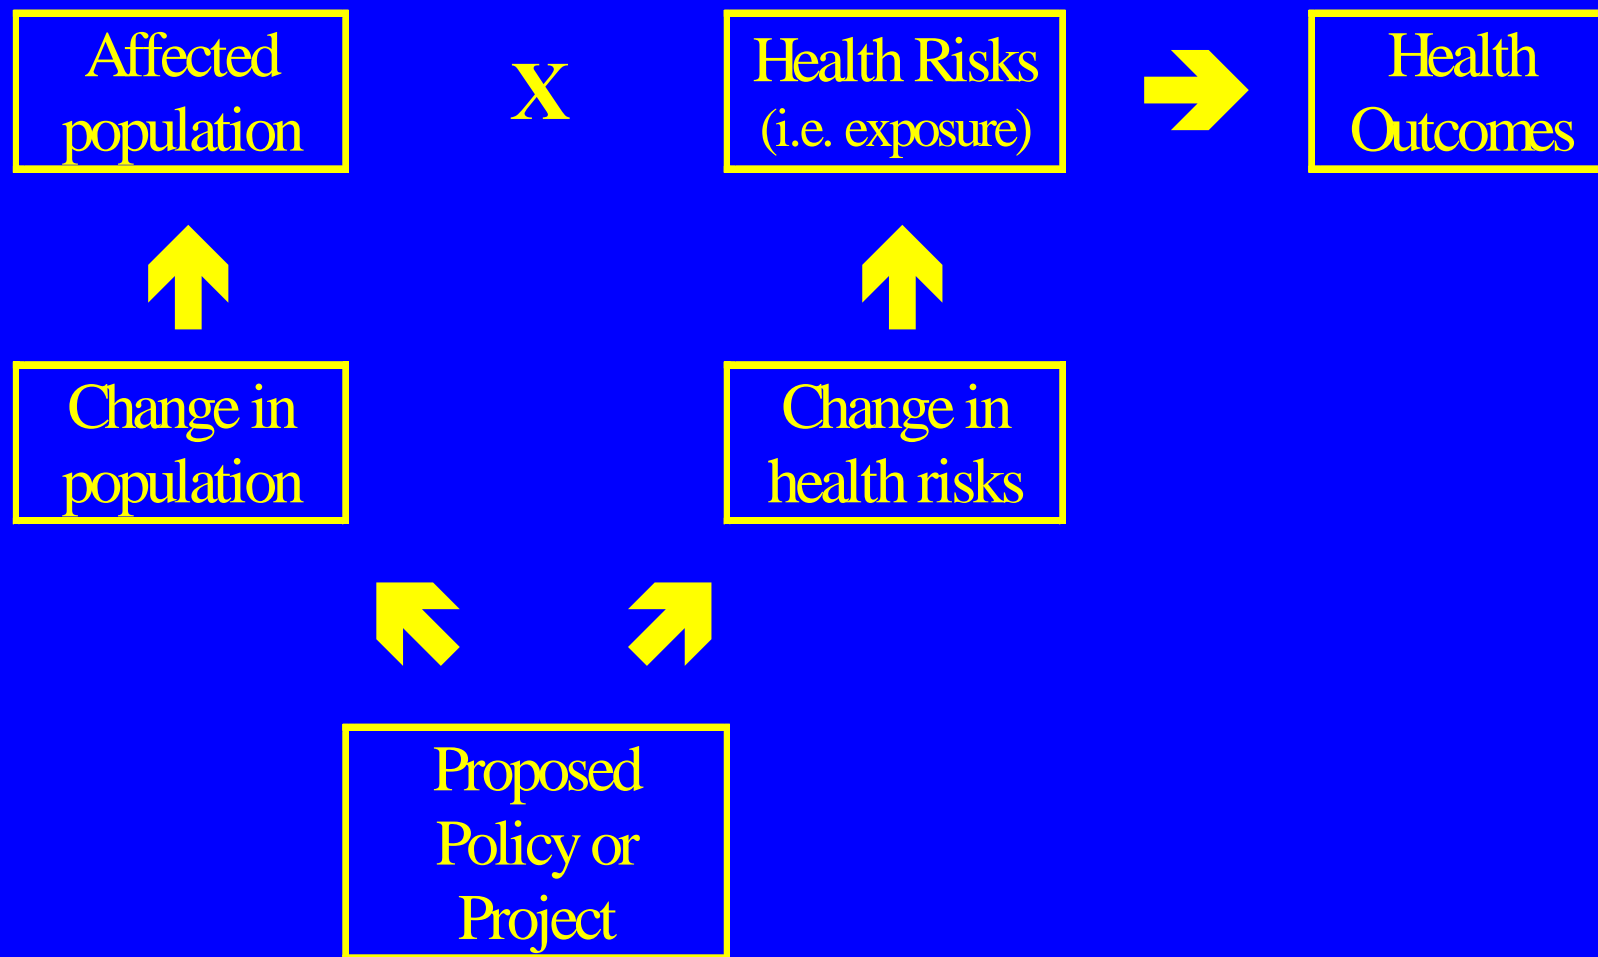 Affected
population
X
Health Risks
(i.e. exposure)
Health
Outcomes
Change in
population
Change in
health risks
Proposed
Policy or
Project